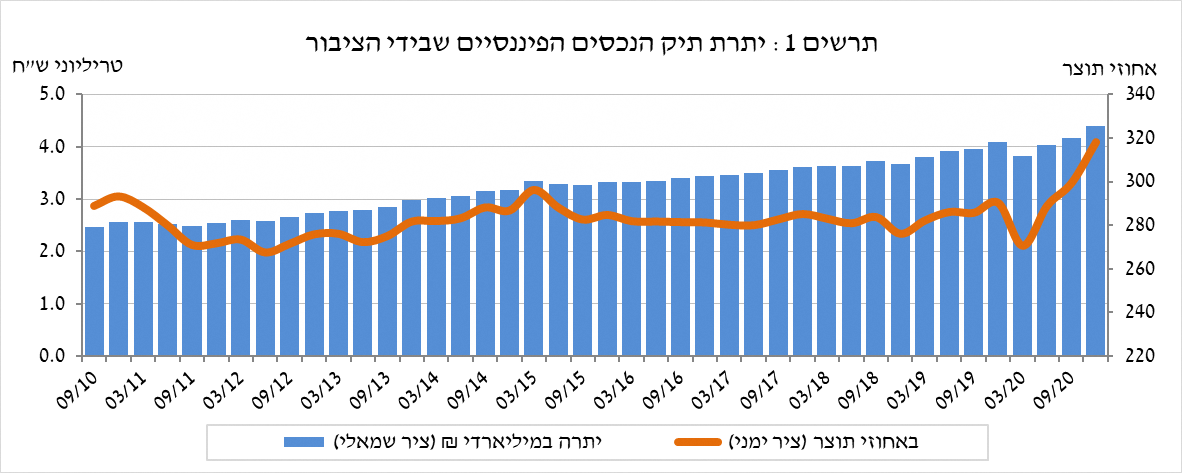 תרשים 1 : יתרת תיק הנכסים הפיננסיים שבידי הציבור
טריליוני ש"ח
אחוזי תוצר
5.0
4.0
3.0
2.0
1.0
0.0
340
320
300
280
260
240
220
09/10 03/11 09/11 03/12 09/12 03/13 09/13 03/14 09/14 03/15 09/15 03/16 09/16 03/17 09/17 03/18 09/18 03/19 09/19 03/20 09/20
יתרה במיליארדי ₪ (ציר שמאלי)
באחוזי תוצר (ציר ימני)